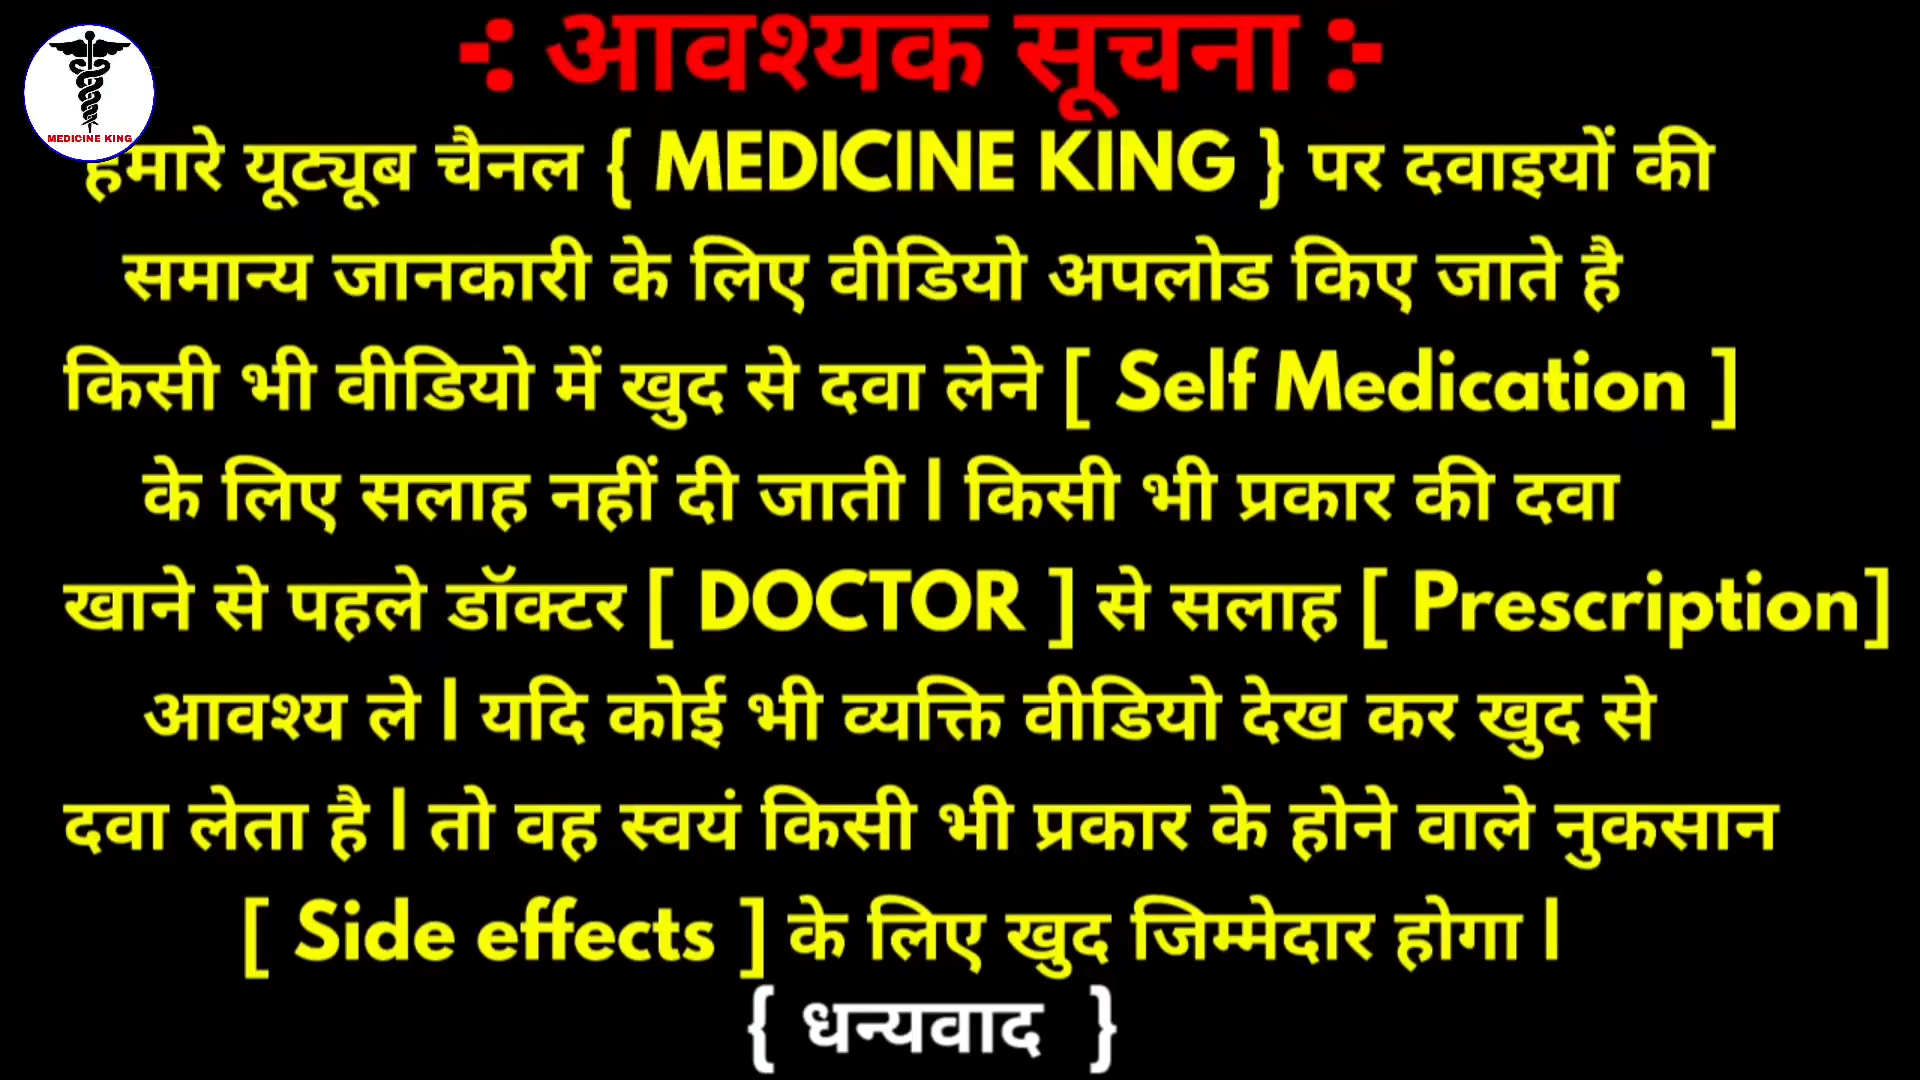 -: आवश्यक सूचना :-
MEDICINE KING
हमारे यूट्यूब चैनल { MEDICINE KING } पर दवाइयों की
समान्य जानकारी के लिए वीडियो अपलोड किए जाते है
किसी भी वीडियो में खुद से दवा लेने [ Self Medication ]
के लिए सलाह नहीं दी जाती । किसी भी प्रकार की दवा
खाने से पहले डॉक्टर [ DOCTOR ] से सलाह [ Prescription]
आवश्य ले । यदि कोई भी व्यक्ति वीडियो देख कर खुद से
दवा लेता है । तो वह स्वयं किसी भी प्रकार के होने वाले नुकसान
[ Side effects ] के लिए खुद जिम्मेदार होगा ।
{ धन्यवाद }